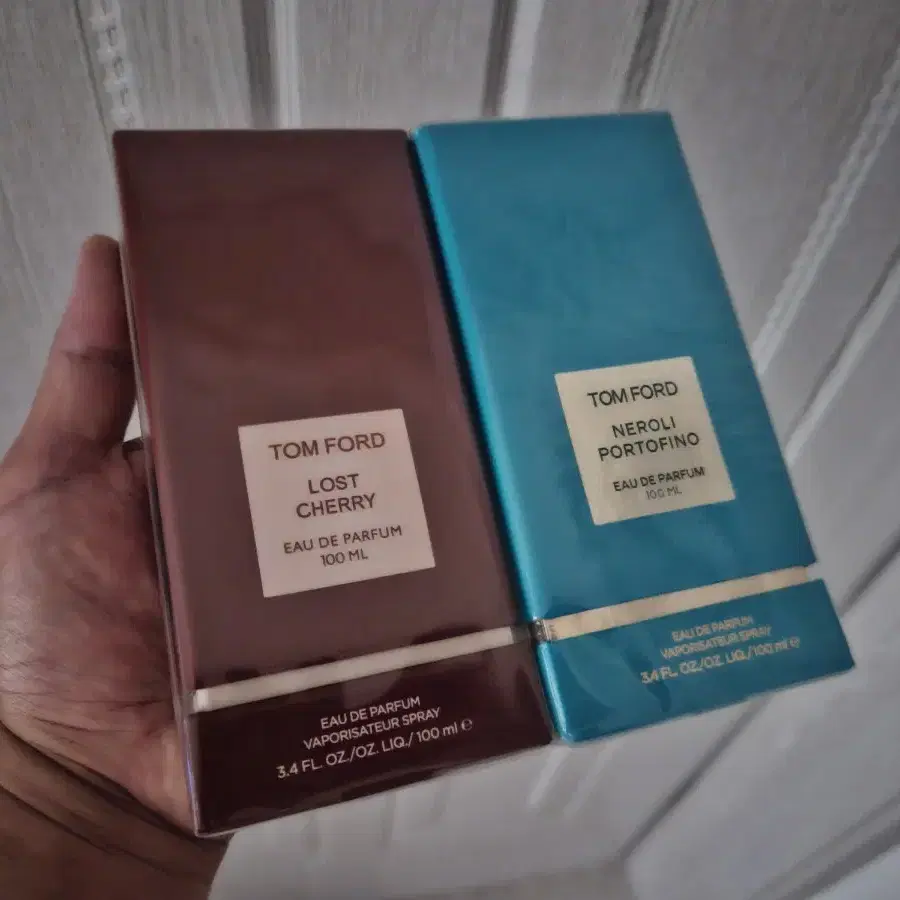 TOM FORD
LOST
CHERRY
EAU DE PARFUM
100 ML
EAU DE PARFUM
VAPORISATEUR SPRAY
3.4 FL. OZ./OZ. LIQ./ 100 ml ℮
TOM FORD
NEROLI
PORTOFINO
EAU DE PARFUM
100 ML
EAU DE PARFUM
VAPORISATEUR SPRAY
3.4 FL. OZ./OZ. LIQ./100 ml ℮